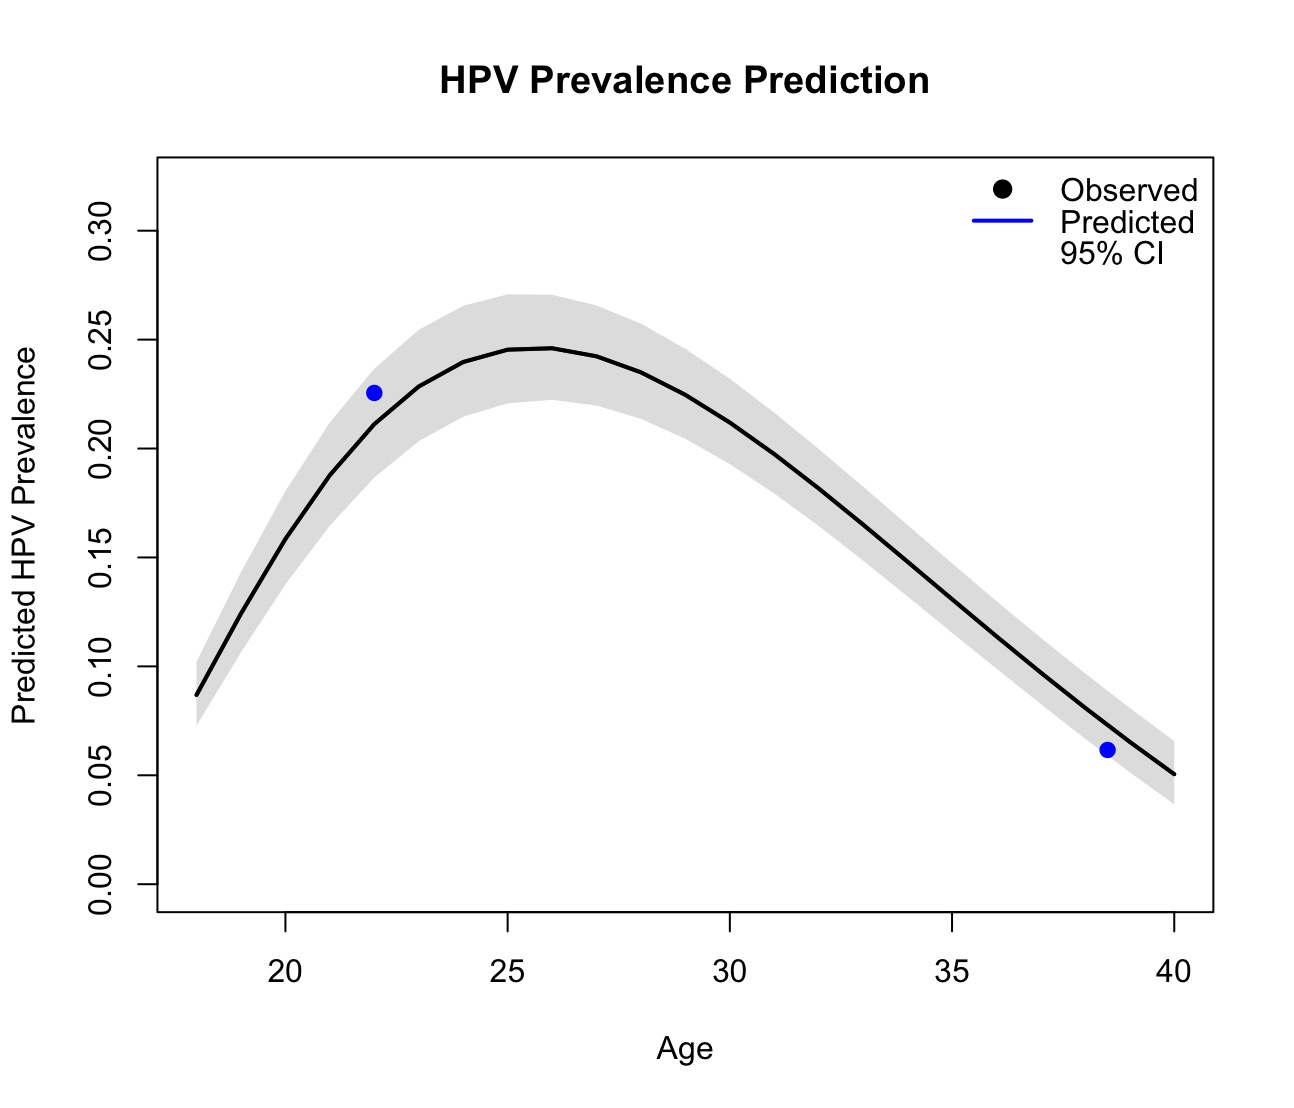 HPV Prevalence Prediction
Observed
Predicted
95% CI
Predicted HPV Prevalence
0.30
0.25
0.20
0.15
0.10
0.05
0.00
20 25 30 35 40
Age